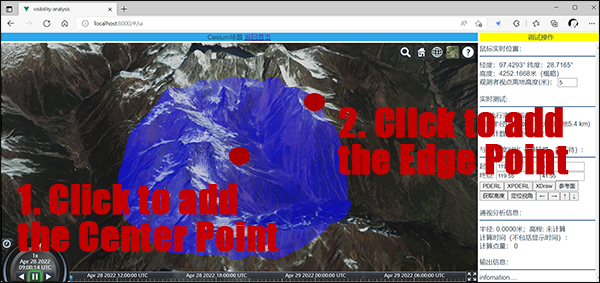 visibility-analysis
localhost:8000/#/ui
Cesium场景 返回首页
调试操作
鼠标实时位置:
经度: 97.4293° 纬度: 28.7165°
高度: 4252.1668米 (概略)
观测者视点离地高度(米): 5
实时测试:
5.4 km)
2. Click to add
the Edge Point
1. Click to add
the Center Point
PDERL XPDERL XDraw 参考面
获取高度 定位视角 ← → ↑ ↓
通视分析信息:
半径: 0.0000米; 高程: 未计算
计算时间 (不包括显示时间) :
计算点量: 0
输出信息:
infomation....
1x
Apr 28 2022
09:08:14 UTC
Apr 28 2022 12:00:00 UTC
Apr 28 2022 18:00:00 UTC
Apr 29 2022 00:00:00 UTC
Apr 29 2022 06:00:00 UTC